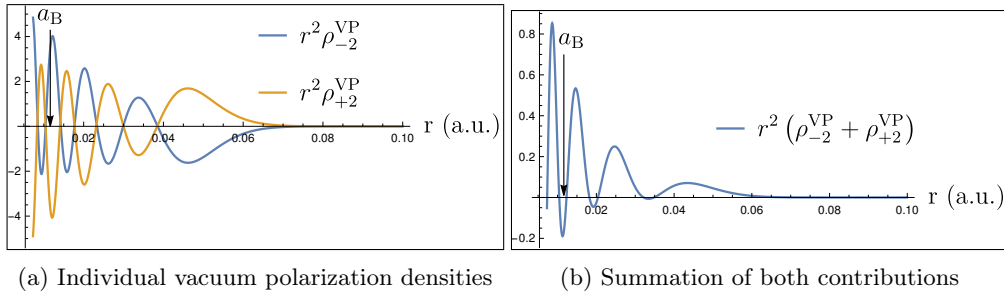 a_B
r²ρ^VP_−2
r²ρ^VP_+2
4
2
−2
−4
0.02
0.04
0.06
0.08
0.10
r (a.u.)
(a) Individual vacuum polarization densities
a_B
r² (ρ^VP_−2 + ρ^VP_+2)
0.8
0.6
0.4
0.2
−0.2
0.02
0.04
0.06
0.08
0.10
r (a.u.)
(b) Summation of both contributions